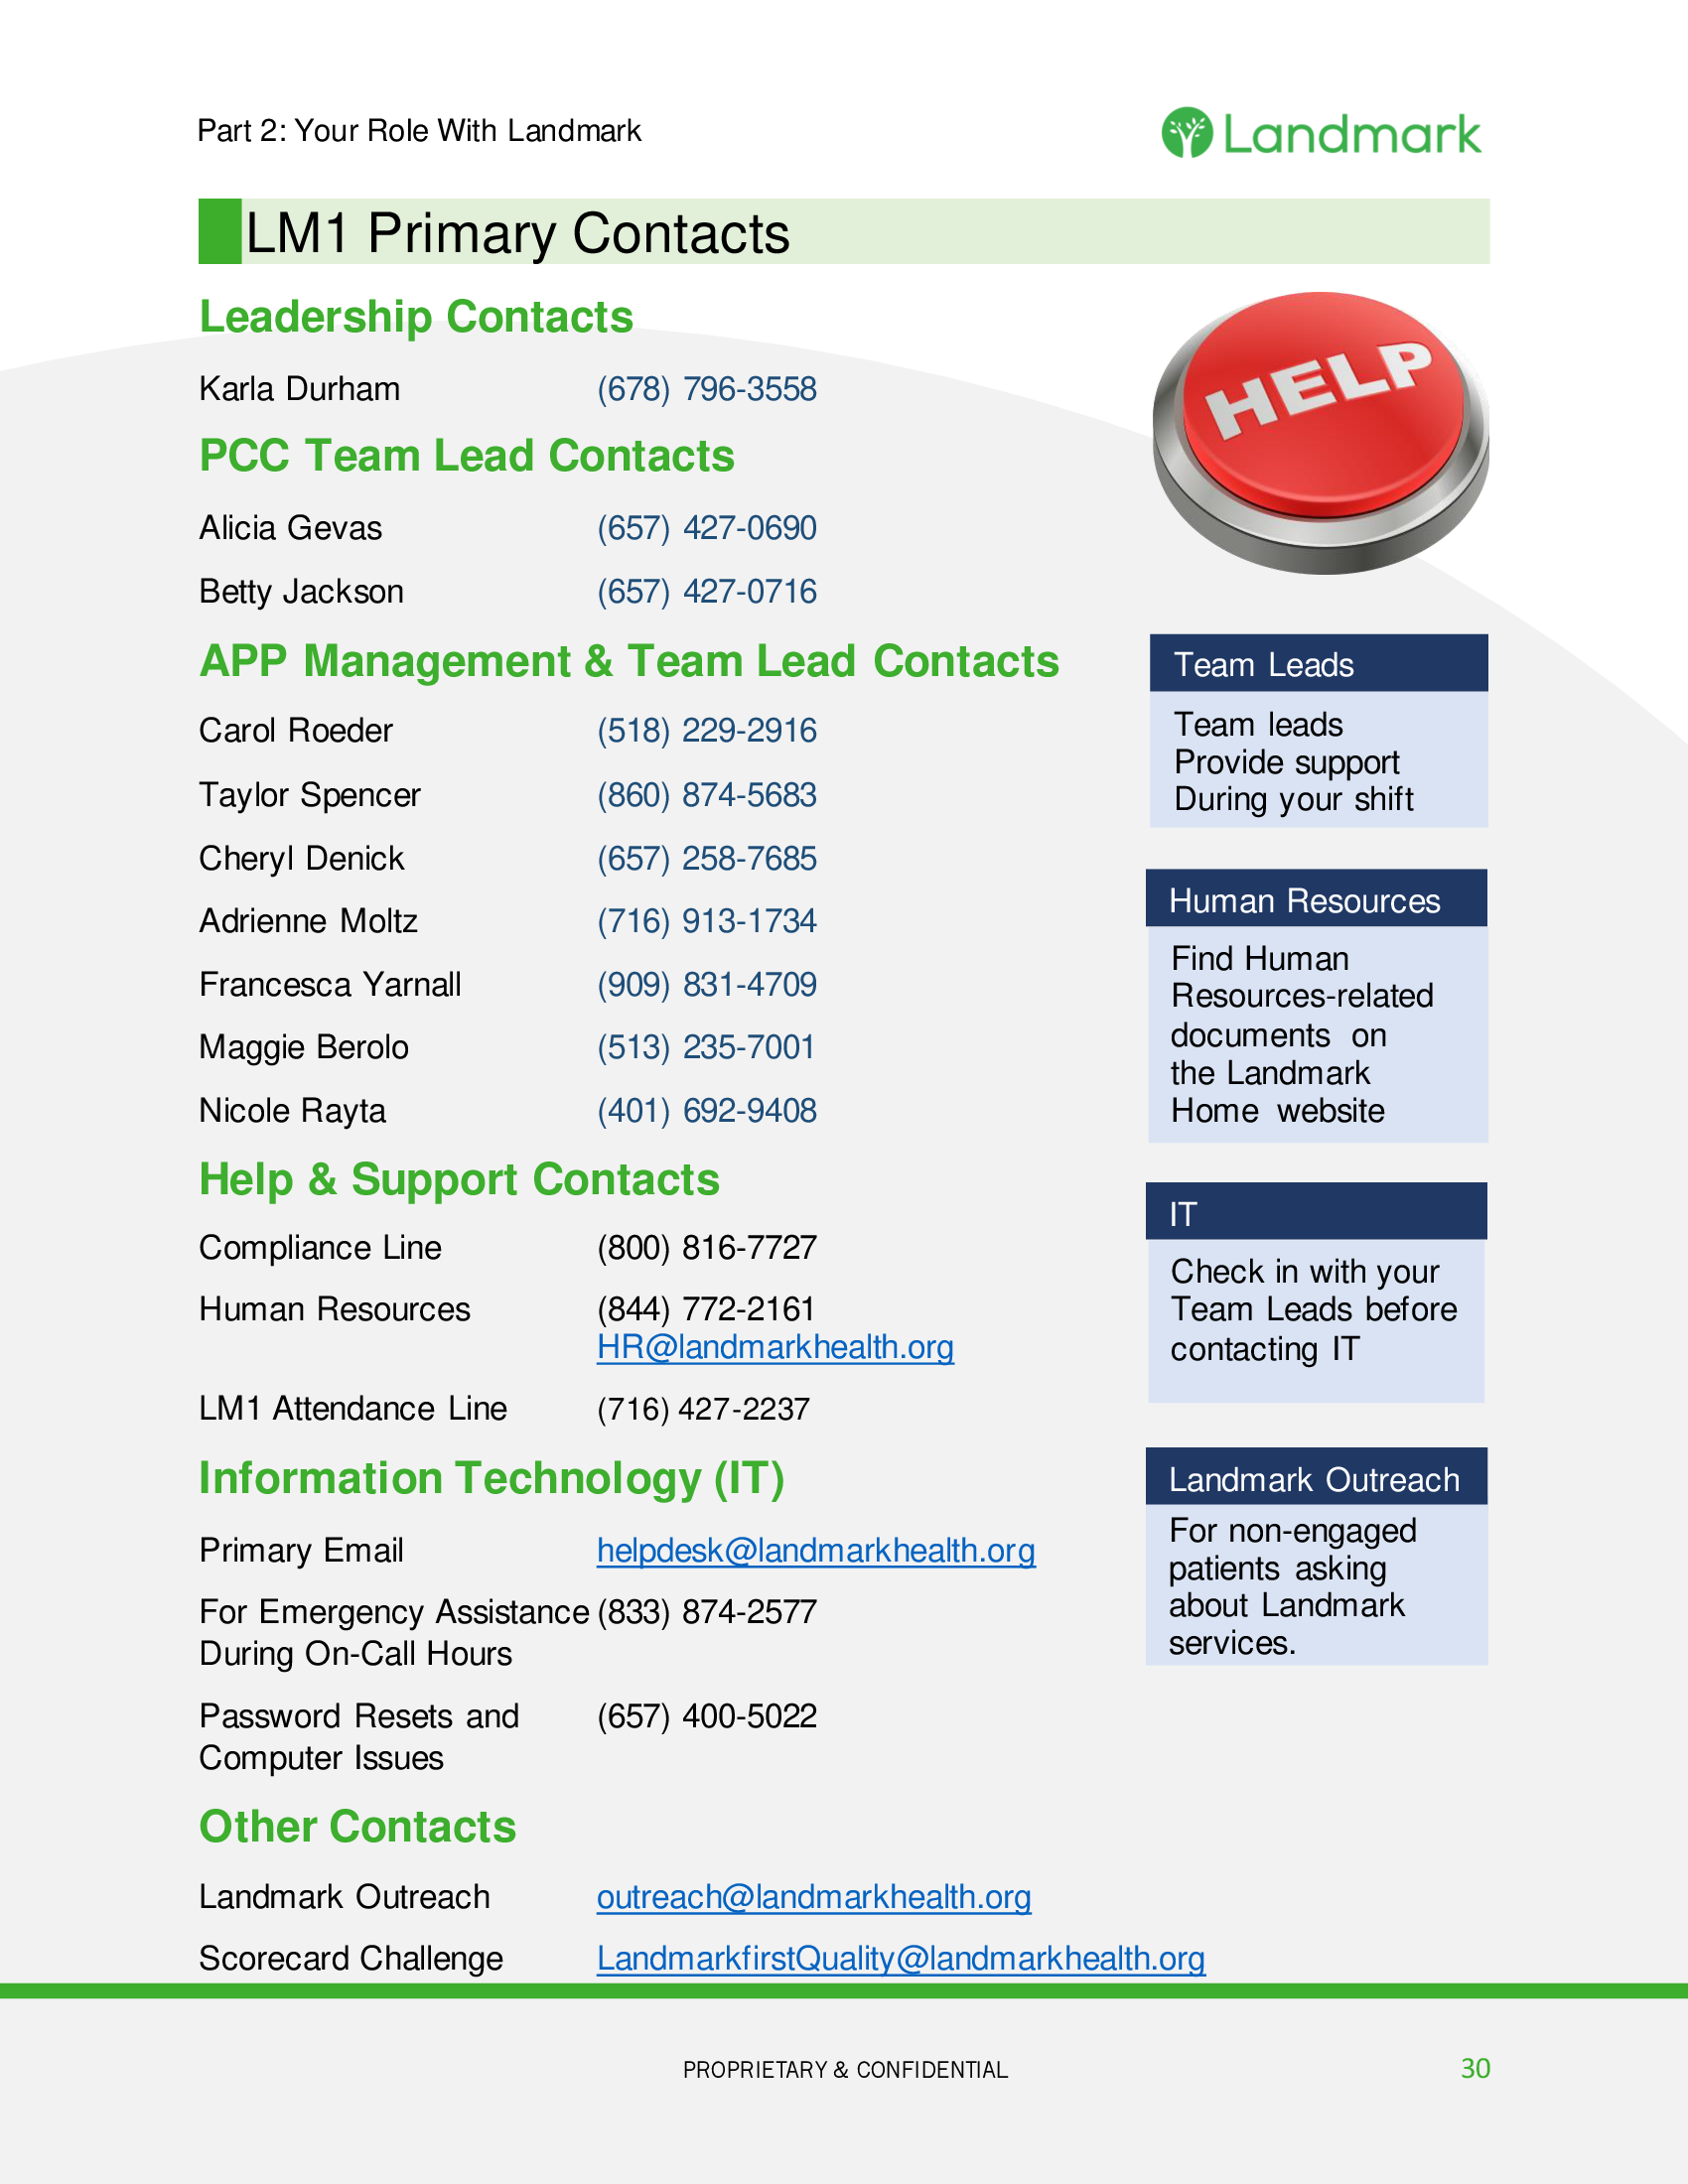 Part 2: Your Role With Landmark
Landmark
LM1 Primary Contacts
Leadership Contacts
Karla Durham (678) 796-3558
PCC Team Lead Contacts
Alicia Gevas (657) 427-0690
Betty Jackson (657) 427-0716
APP Management & Team Lead Contacts
Carol Roeder (518) 229-2916
Taylor Spencer (860) 874-5683
Cheryl Denick (657) 258-7685
Adrienne Moltz (716) 913-1734
Francesca Yarnall (909) 831-4709
Maggie Berolo (513) 235-7001
Nicole Rayta (401) 692-9408
Help & Support Contacts
Compliance Line (800) 816-7727
Human Resources (844) 772-2161
HR@landmarkhealth.org
LM1 Attendance Line (716) 427-2237
Information Technology (IT)
Primary Email helpdesk@landmarkhealth.org
For Emergency Assistance (833) 874-2577
During On-Call Hours
Password Resets and (657) 400-5022
Computer Issues
Other Contacts
Landmark Outreach outreach@landmarkhealth.org
Scorecard Challenge LandmarkfirstQuality@landmarkhealth.org
HELP
Team Leads
Team leads
Provide support
During your shift
Human Resources
Find Human
Resources-related
documents on
the Landmark
Home website
IT
Check in with your
Team Leads before
contacting IT
Landmark Outreach
For non-engaged
patients asking
about Landmark
services.
PROPRIETARY & CONFIDENTIAL
30